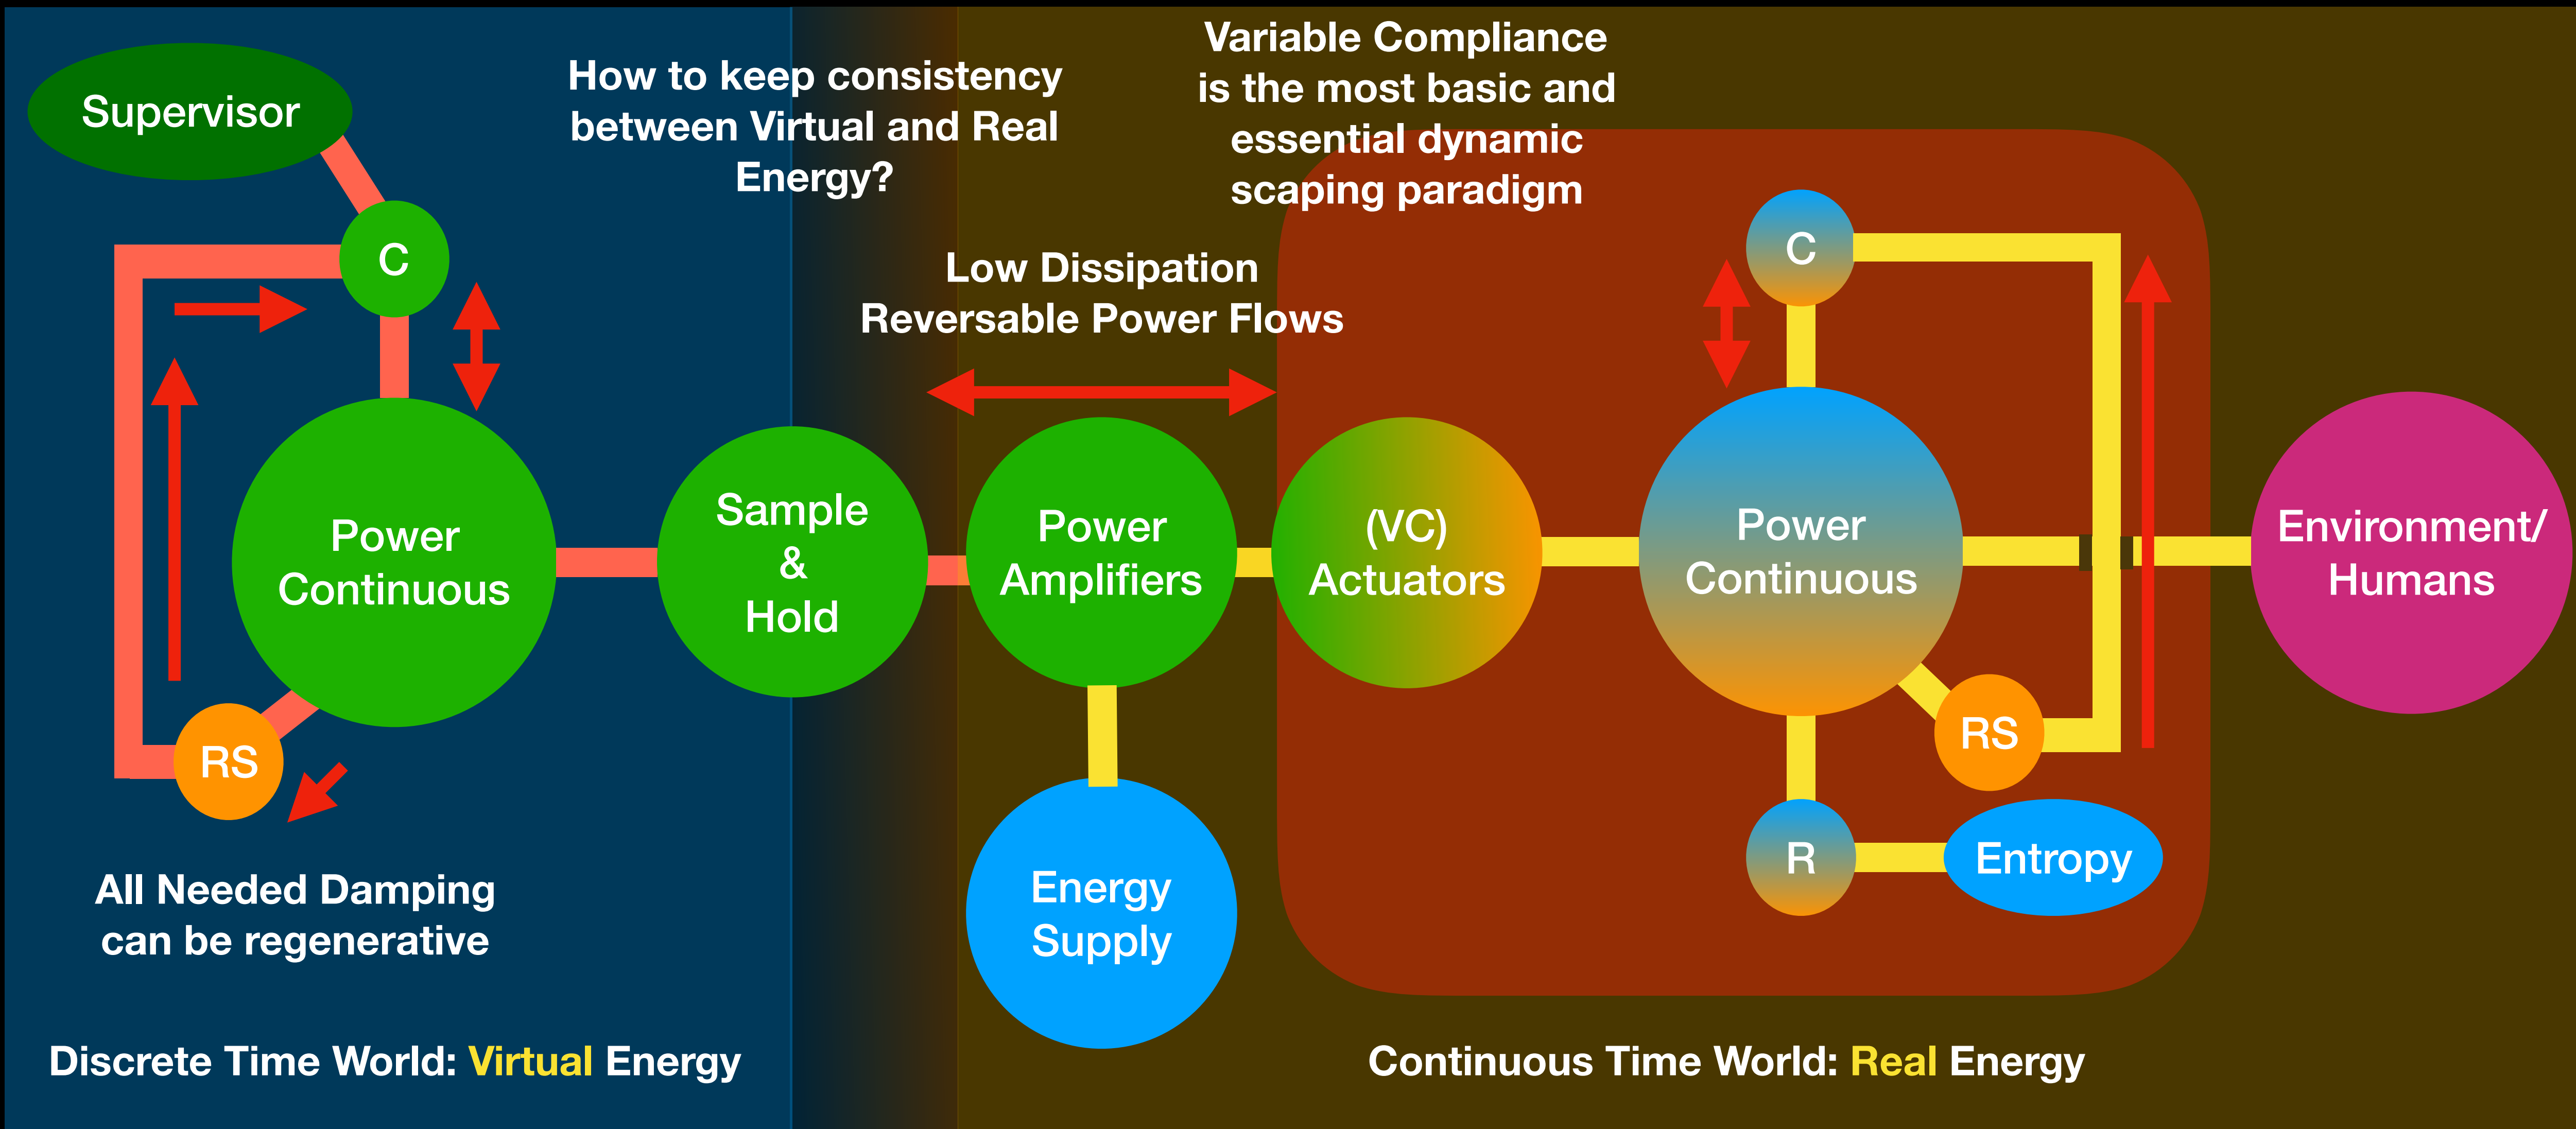 Supervisor
C
Power
Continuous
RS
All Needed Damping
can be regenerative
Discrete Time World: Virtual Energy
How to keep consistency
between Virtual and Real
Energy?
Sample
&
Hold
Low Dissipation
Reversable Power Flows
Power
Amplifiers
Energy
Supply
Variable Compliance
is the most basic and
essential dynamic
scaping paradigm
(VC)
Actuators
C
Power
Continuous
RS
R
Entropy
Environment/
Humans
Continuous Time World: Real Energy